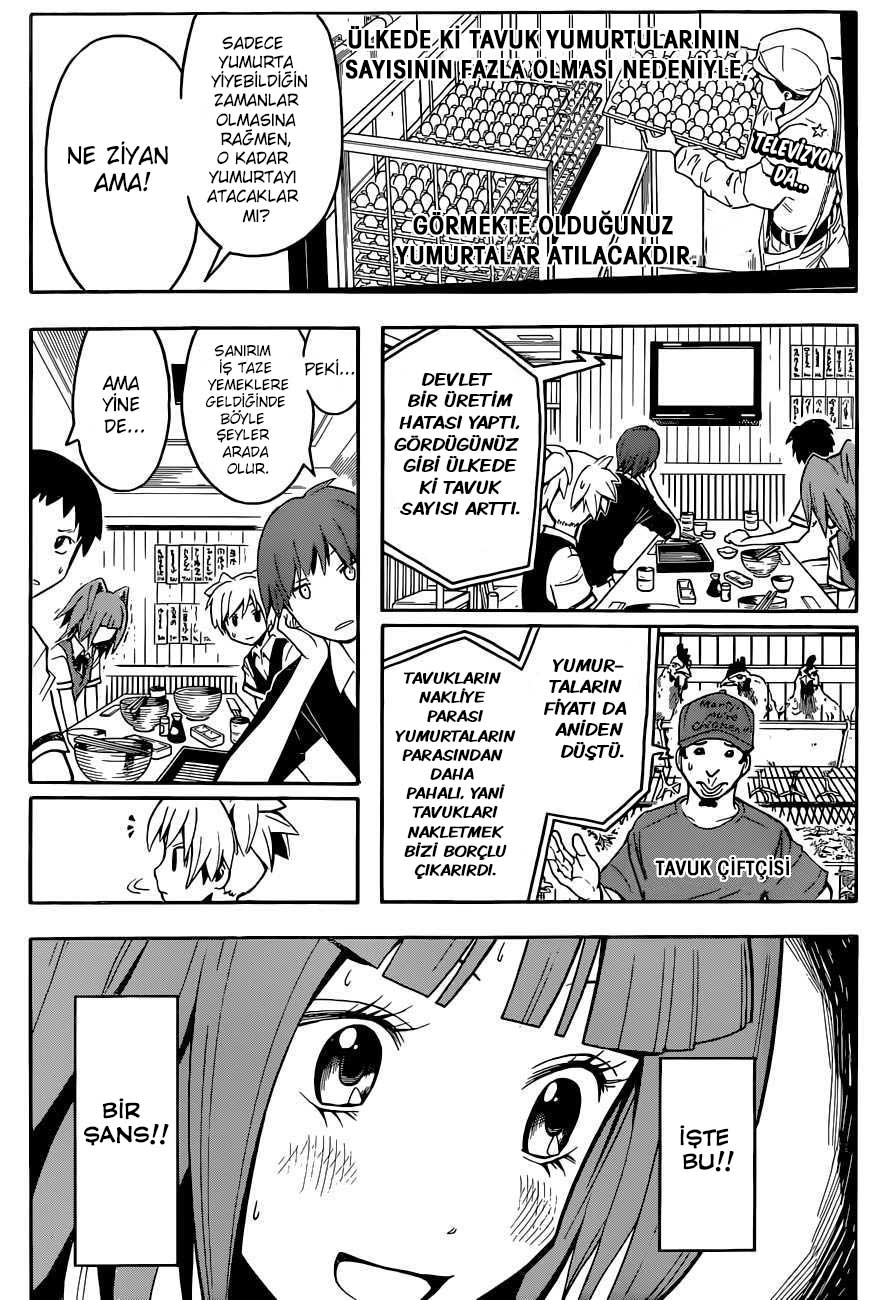 ÜLKEDE Kİ TAVUK YUMURTULARININ
SAYISININ FAZLA OLMASI NEDENİYLE,
TELEVİZYON
DA...
GÖRMEKTE OLDUĞUNUZ
YUMURTALAR ATILACAKDIR.
SADECE
YUMURTA
YİYEBİLDİĞİN
ZAMANLAR
OLMASINA
RAĞMEN,
O KADAR
YUMURTAYI
ATACAKLAR
MI?
NE ZİYAN
AMA!
DEVLET
BİR ÜRETİM
HATASI YAPTI.
GÖRDÜGÜNÜZ
GİBİ ÜLKEDE
Kİ TAVUK
SAYISI ARTTI.
YUMUR-
TALARIN
FİYATI DA
ANİDEN
DÜŞTÜ.
TAVUKLARIN
NAKLİYE
PARASI
YUMURTALARIN
PARASINDAN
DAHA
PAHALI, YANİ
TAVUKLARI
NAKLETMEK
BİZİ BORÇLU
ÇIKARIRDI.
TAVUK ÇİFTÇİSİ
PEKİ...
SANIRIM
İŞ TAZE
YEMEKLERE
GELDİĞİNDE
BÖYLE
ŞEYLER
ARADA
OLUR.
AMA
YİNE
DE...
İŞTE
BU!!
BİR
ŞANS!!